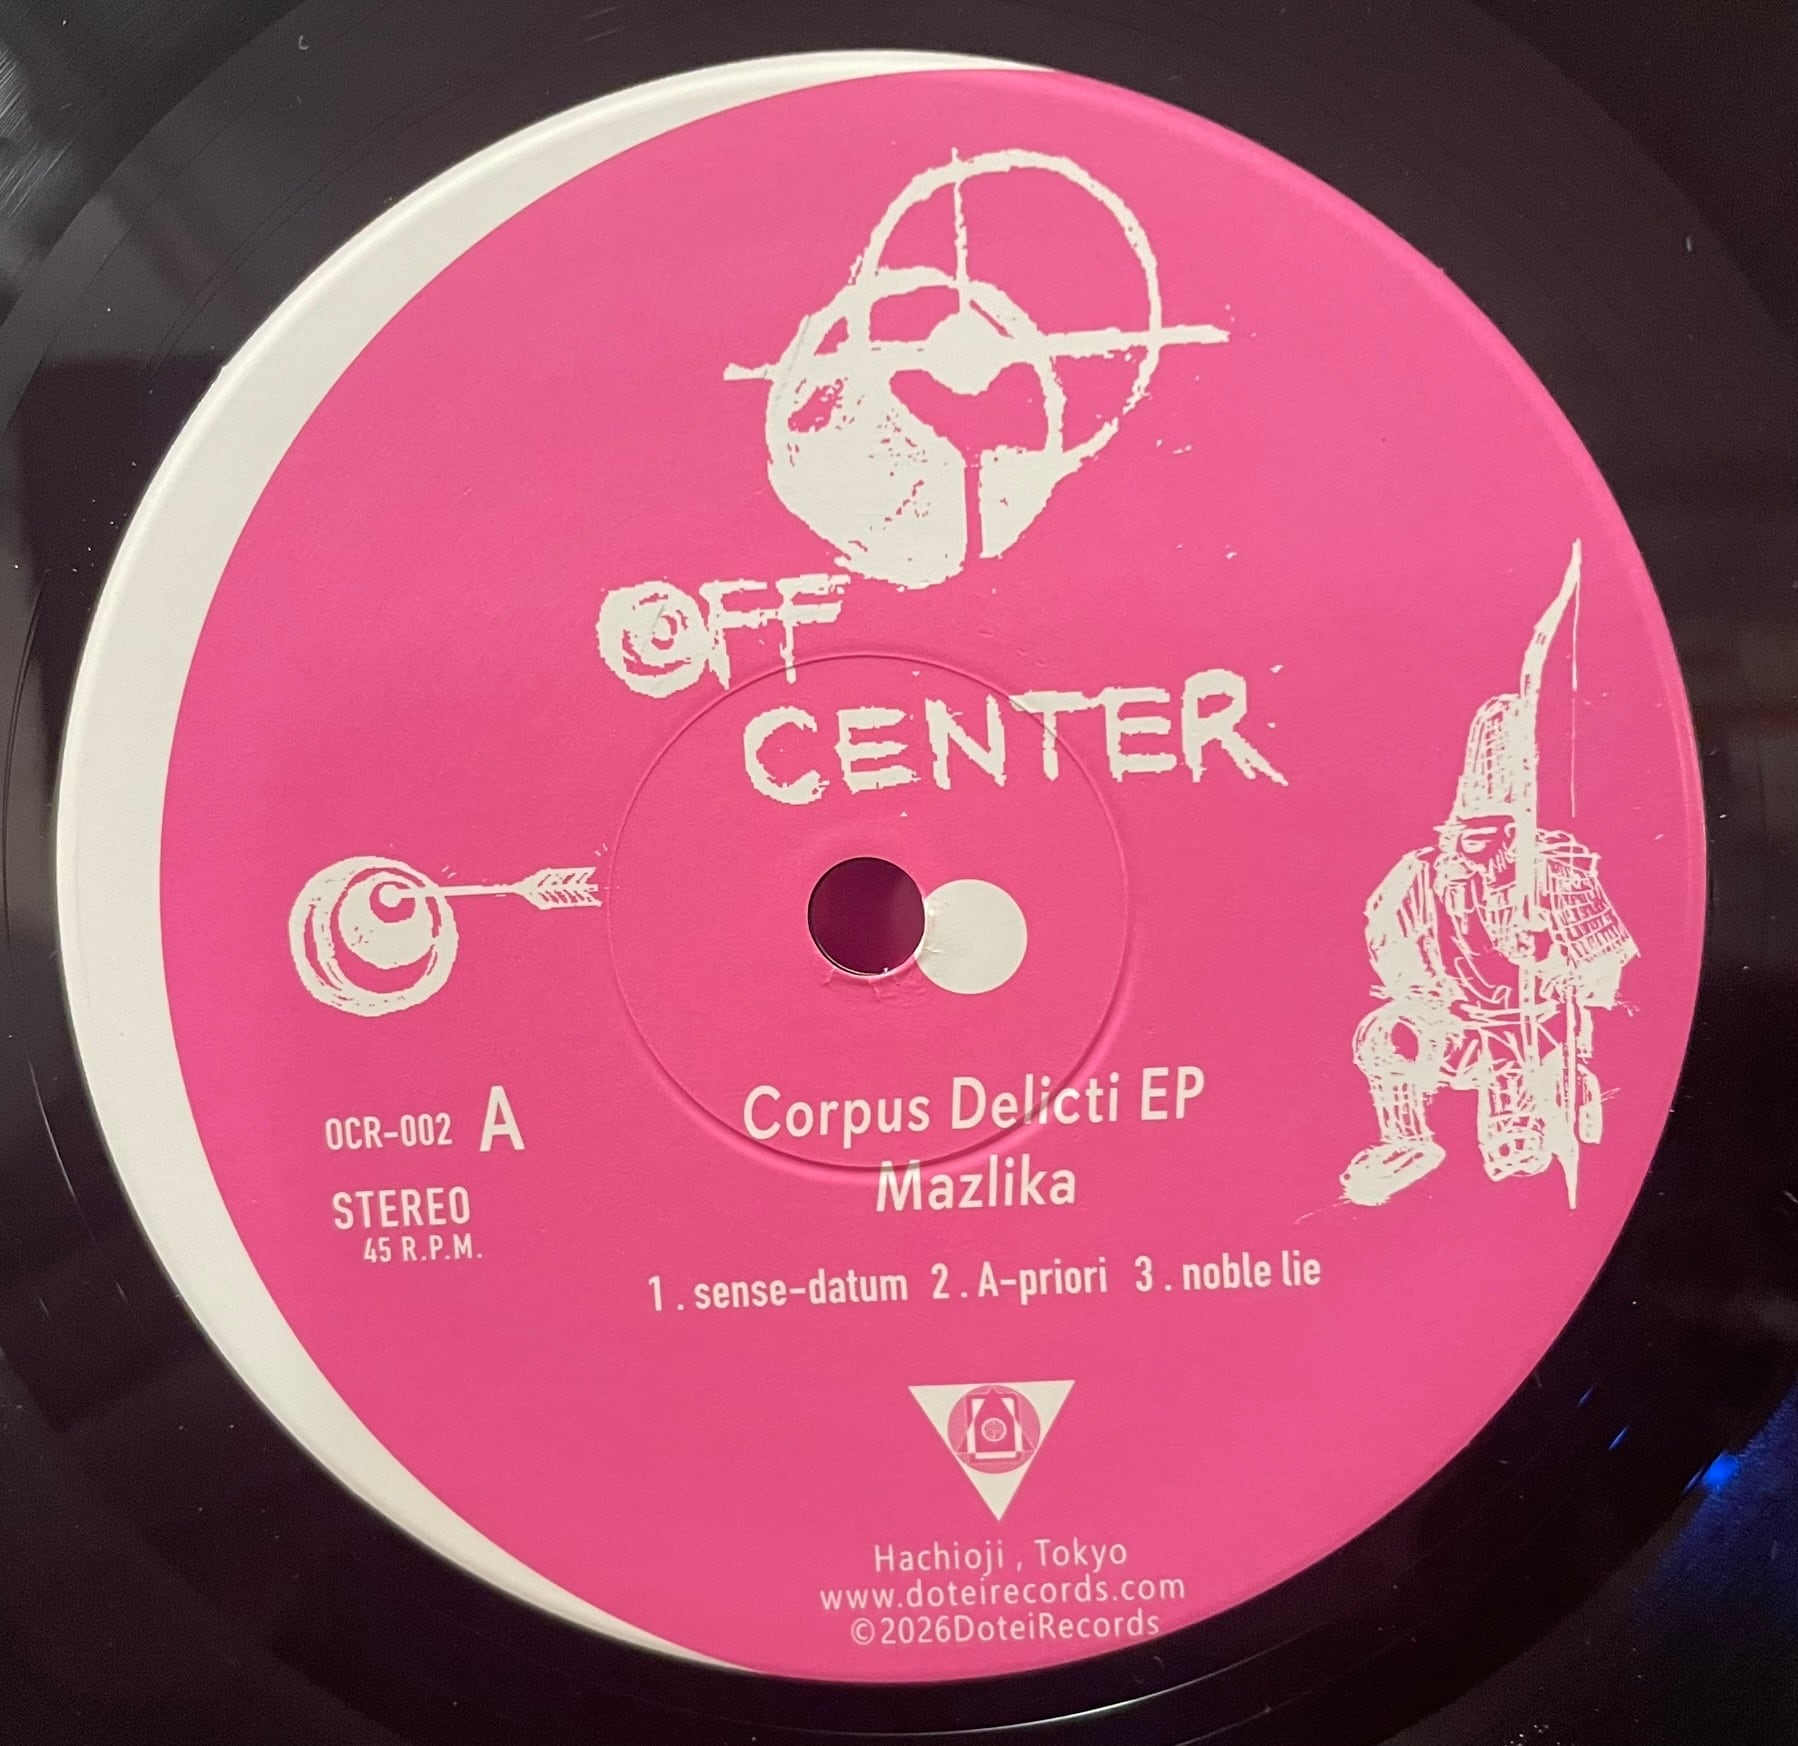 OFF
CENTER
OCR-002 A
STEREO
45 R.P.M.
Corpus Delicti EP
Mazlika
1. sense-datum 2. A-priori 3. noble lie
Hachioji, Tokyo
www.doteirecords.com
©2026DoteiRecords